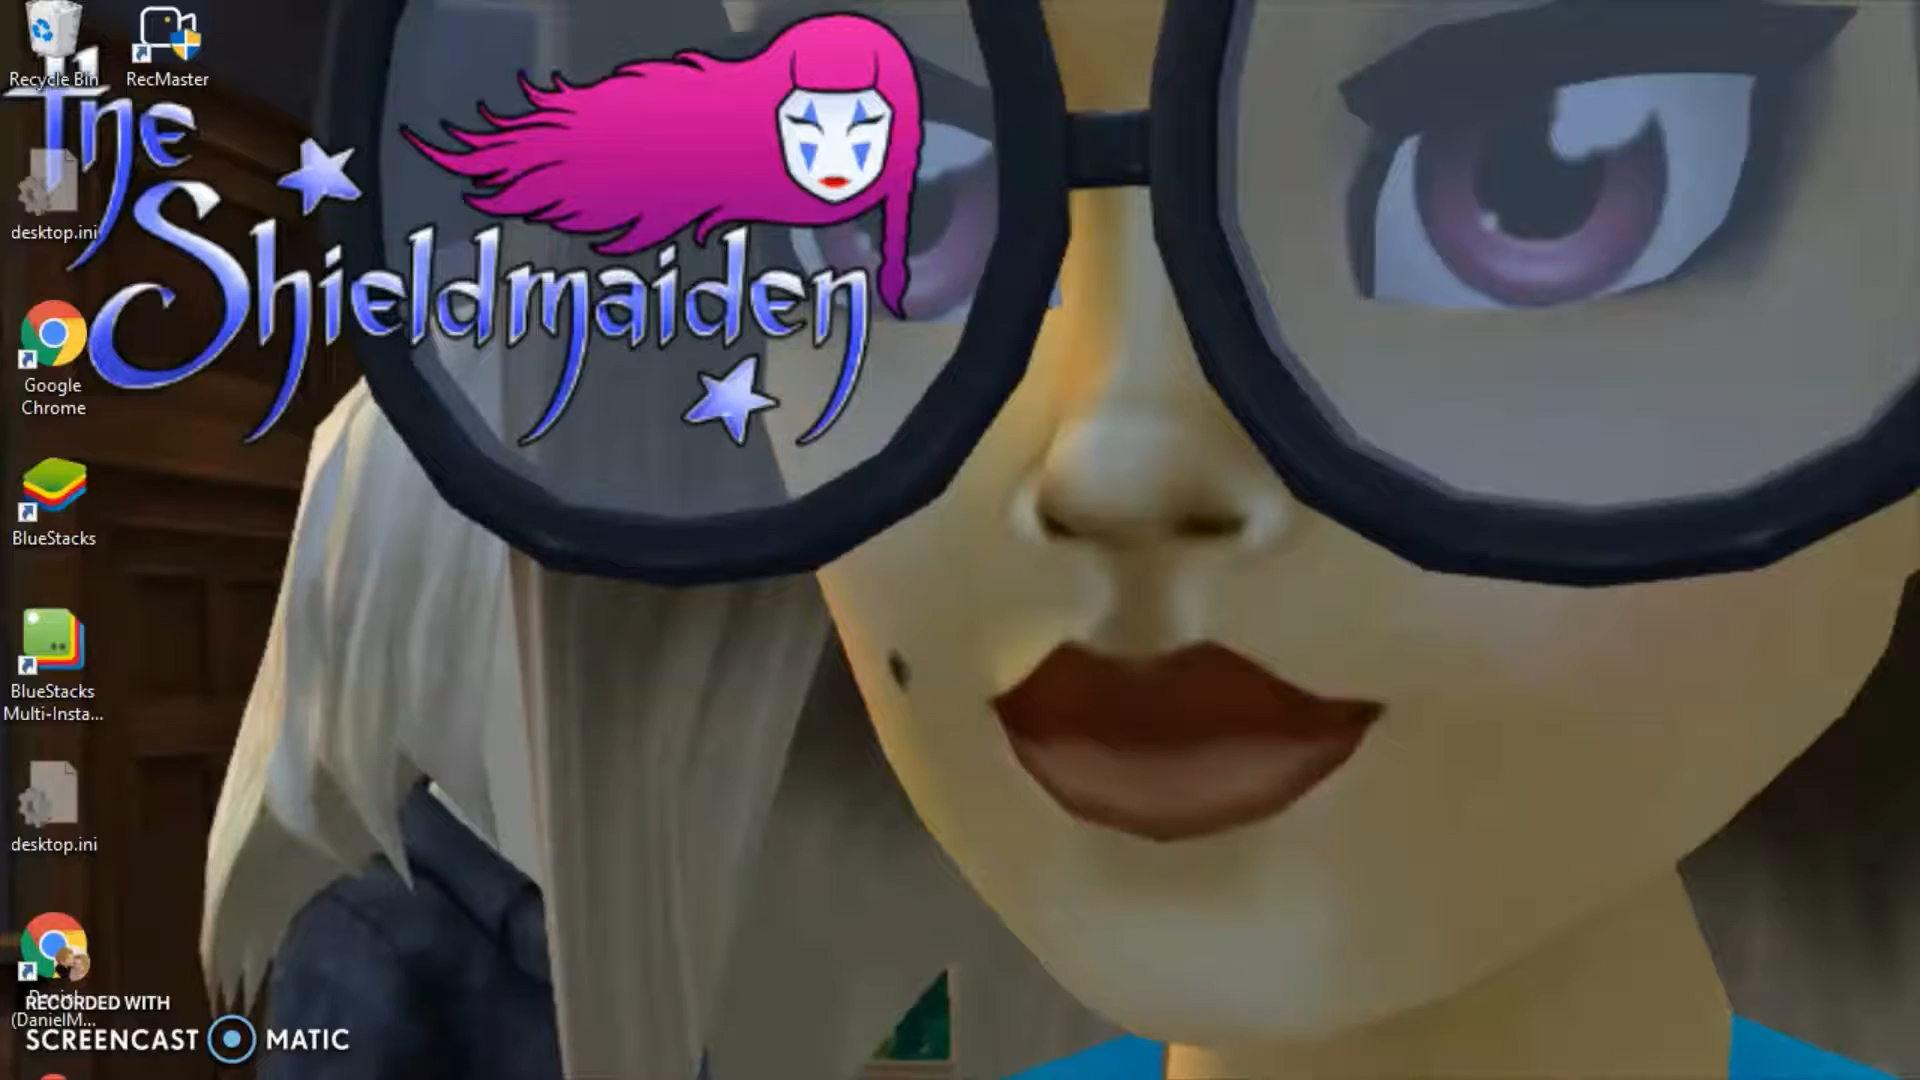 Recycle Bin
RecMaster
The
Shieldmaiden
desktop.ini
Google
Chrome
BlueStacks
BlueStacks
Multi-Insta...
desktop.ini
(DanielM...
RECORDED WITH
SCREENCAST MATIC